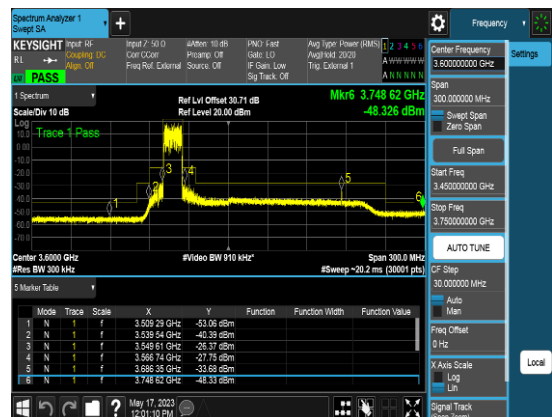 Spectrum Analyzer 1
Swept SA
Frequency
KEYSIGHT
Input: RF
Input Z: 50 Ω
#Atten: 10 dB
PNO: Fast
Avg Type: Power (RMS)
1 2 3 4 5 6
RL
Coupling: DC
Corr CCorr
Preamp: Off
Gate: LO
Avg|Hold: 20/20
Align: Off
Freq Ref: External
Source: Off
IF Gain: Low
Trig: External 1
Sig Track: Off
A W W W W W
A N N N N N
PASS
1 Spectrum
Scale/Div 10 dB
Ref Lvl Offset 30.71 dB
Ref Level 20.00 dBm
Mkr6 3.748 62 GHz
-48.326 dBm
Log
Trace 1 Pass
10.0
0.00
-10.0
-20.0
-30.0
-40.0
-50.0
-60.0
-70.0
1
2
3
4
5
6
Center 3.6000 GHz
#Video BW 910 kHz*
Span 300.0 MHz
#Res BW 300 kHz
#Sweep ~20.2 ms (30001 pts)
5 Marker Table
Mode Trace Scale X Y Function Function Width Function Value
1 N 1 f 3.509 29 GHz -53.06 dBm
2 N 1 f 3.539 54 GHz -40.39 dBm
3 N 1 f 3.549 61 GHz -26.37 dBm
4 N 1 f 3.566 74 GHz -27.75 dBm
5 N 1 f 3.686 35 GHz -33.68 dBm
6 N 1 f 3.748 62 GHz -48.33 dBm
May 17, 2023
12:01:10 PM
Center Frequency
3.600000000 GHz
Settings
Span
300.000000 MHz
Swept Span
Zero Span
Full Span
Start Freq
3.450000000 GHz
Stop Freq
3.750000000 GHz
AUTO TUNE
CF Step
30.000000 MHz
Auto
Man
Freq Offset
0 Hz
X Axis Scale
Log
Lin
Local
Signal Track
(Span Zoom)